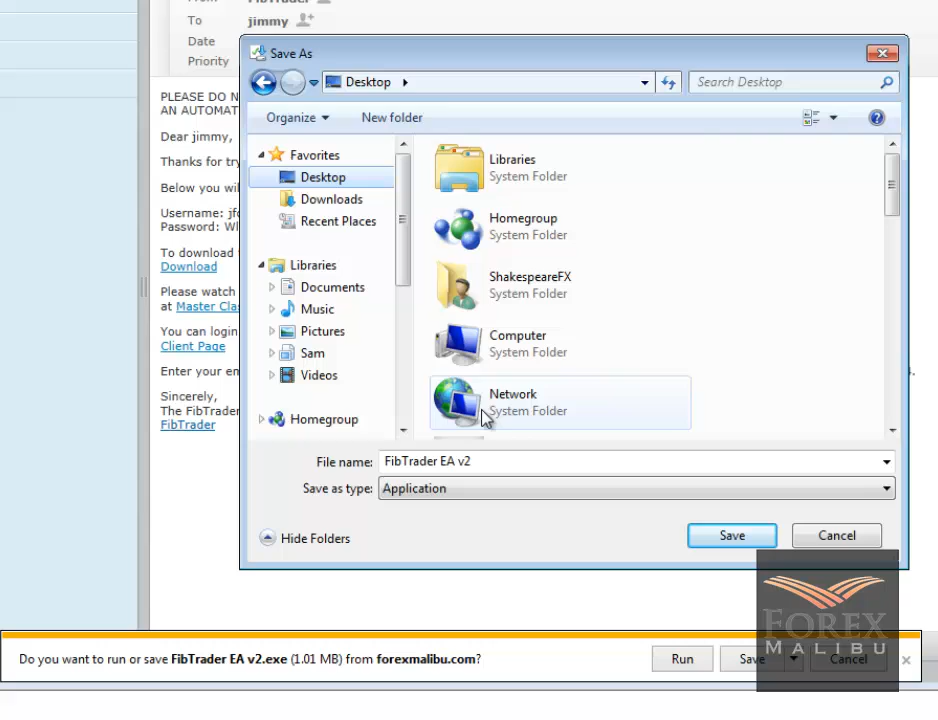 To jimmy
Date
Priority
PLEASE DO N
AN AUTOMAT
Dear jimmy,
Thanks for try
Below you wil
Username: jfo
Password: Wl
To download
Download
Please watch
at Master Clas
You can login
Client Page
Enter your em
Sincerely,
The FibTrader
FibTrader
Save As
Desktop
Search Desktop
Organize
New folder
Favorites
Desktop
Downloads
Recent Places
Libraries
Documents
Music
Pictures
Sam
Videos
Homegroup
Libraries
System Folder
Homegroup
System Folder
ShakespeareFX
System Folder
Computer
System Folder
Network
System Folder
File name: FibTrader EA v2
Save as type: Application
Hide Folders
Save Cancel
Do you want to run or save FibTrader EA v2.exe (1.01 MB) from forexmalibu.com?
Run Save Cancel
FOREX
MALIBU